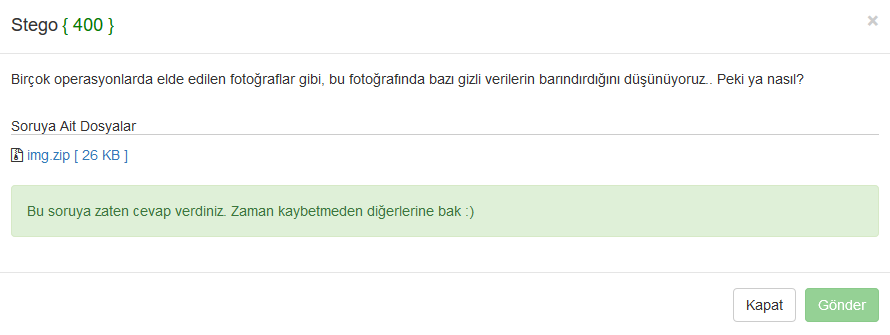 Stego { 400 }
×
Birçok operasyonlarda elde edilen fotoğraflar gibi, bu fotoğrafında bazı gizli verilerin barındırdığını düşünüyoruz.. Peki ya nasıl?
Soruya Ait Dosyalar
img.zip [ 26 KB ]
Bu soruya zaten cevap verdiniz. Zaman kaybetmeden diğerlerine bak :)
Kapat Gönder